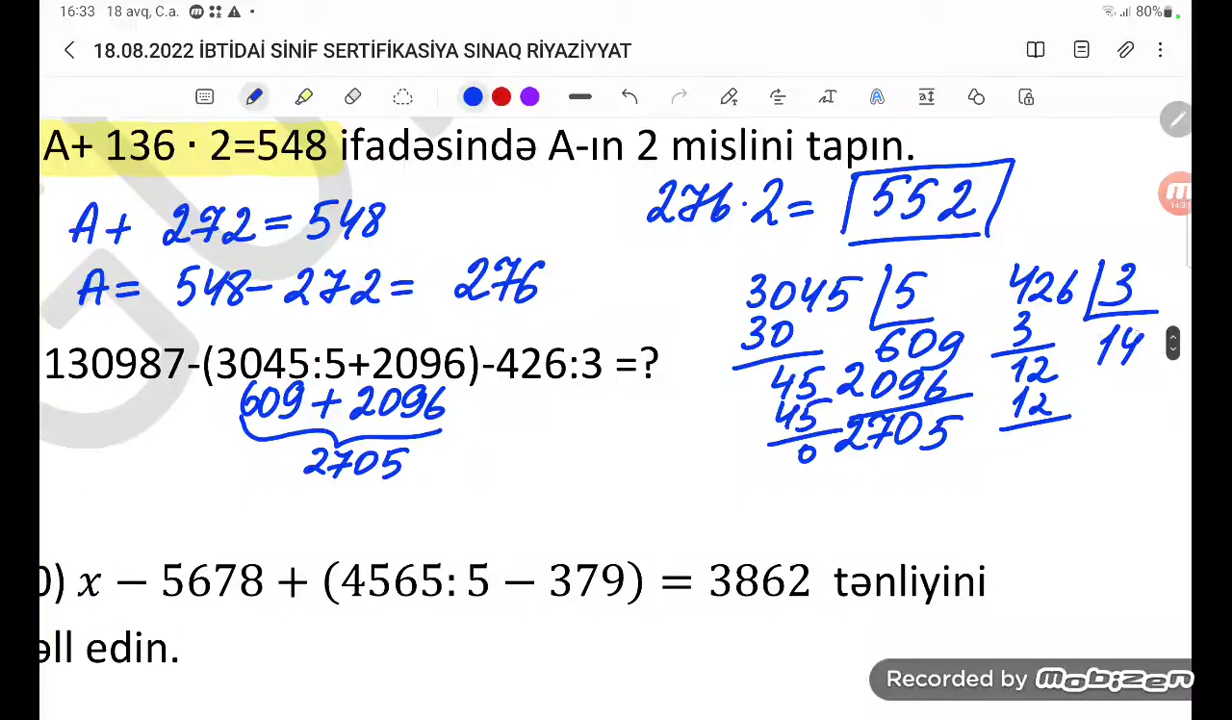 16:33 18 avq, C.a. 80%
18.08.2022 İBTİDAİ SİNİF SERTİFİKASİYA SINAQ RİYAZİYYAT
A+ 136 · 2=548 ifadəsində A-ın 2 mislini tapın.
A+ 272 = 548
276 · 2 = 552
A = 548 - 272 = 276
3045 5
30 609
45 2096
45 2705
0
426 3
3 14
12
12
130987-(3045:5+2096)-426:3 =?
609 + 2096
2705
0) x − 5678 + (4565: 5 − 379) = 3862 tənliyini
əll edin.
Recorded by mobizen